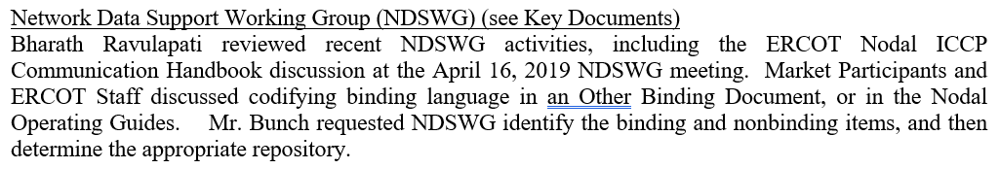 Network Data Support Working Group (NDSWG) (see Key Documents)
Bharath Ravulapati reviewed recent NDSWG activities, including the ERCOT Nodal ICCP
Communication Handbook discussion at the April 16, 2019 NDSWG meeting.  Market Participants and
ERCOT Staff discussed codifying binding language in an Other Binding Document, or in the Nodal
Operating Guides.   Mr. Bunch requested NDSWG identify the binding and nonbinding items, and then
determine the appropriate repository.